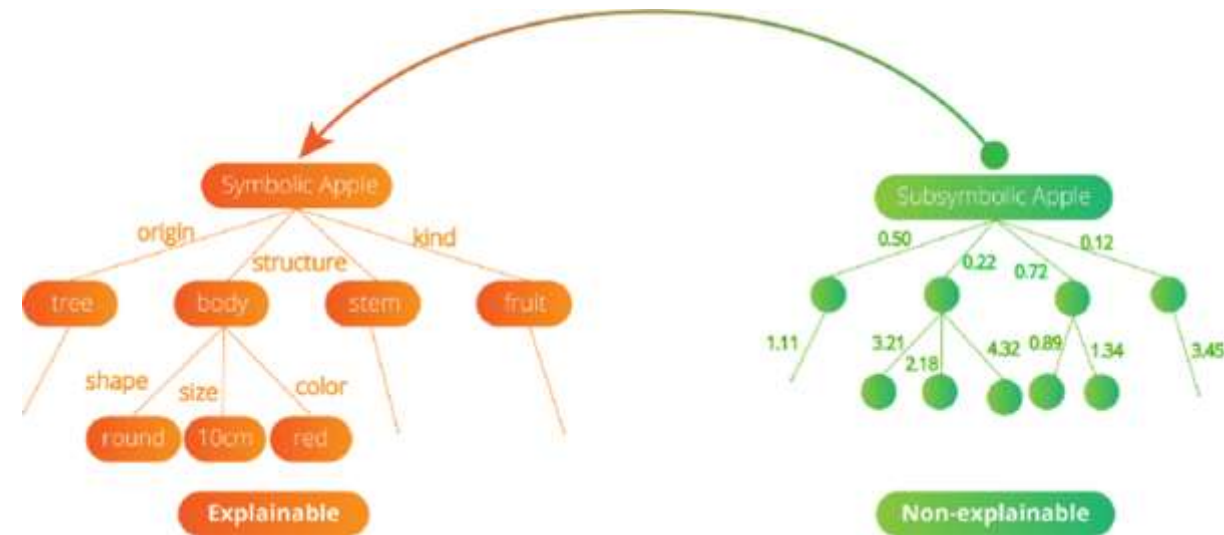 Symbolic Apple
origin
structure
kind
tree
body
stem
fruit
shape
size
color
round
10cm
red
Explainable
Subsymbolic Apple
0.50
0.22
0.72
0.12
1.11
3.21
2.18
4.32
0.89
1.34
3.45
Non-explainable